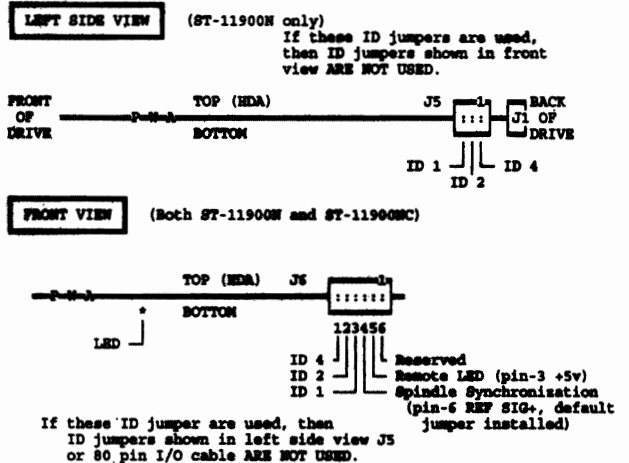 LEFT SIDE VIEW (ST-11900N only)
If these ID jumpers are used,
then ID jumpers shown in front
view ARE NOT USED.
FRONT TOP (HDA) J5 1 BACK
OF P W A J1 OF
DRIVE BOTTOM DRIVE
ID 1 ID 4
ID 2
FRONT VIEW (Both ST-11900N and ST-11900NC)
TOP (HDA) J6 1
P W A
* BOTTOM
LED 123456
ID 4 Reserved
ID 2 Remote LED (pin-3 +5v)
ID 1 Spindle Synchronization
(pin-6 REF SIG+, default
If these ID jumper are used, then jumper installed)
ID jumpers shown in left side view J5
or 80 pin I/O cable ARE NOT USED.